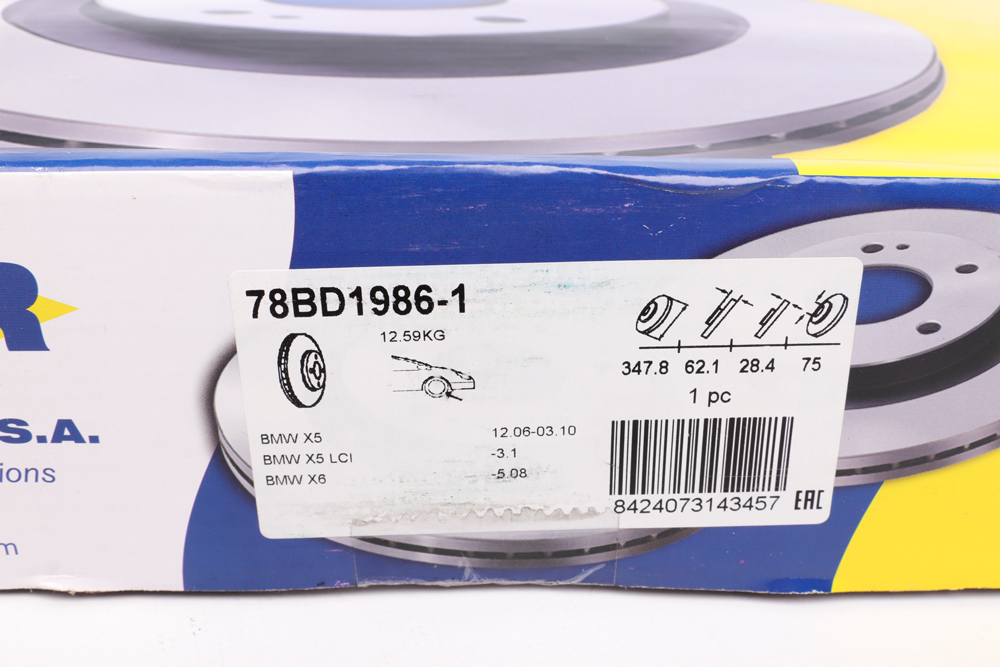 R
S.A.
ions
m
78BD1986-1
12.59KG
347.8 62.1 28.4 75
1 pc
BMW X5 12.06-03.10
BMW X5 LCI -3.1
BMW X6 -5.08
8424073143457 EAC